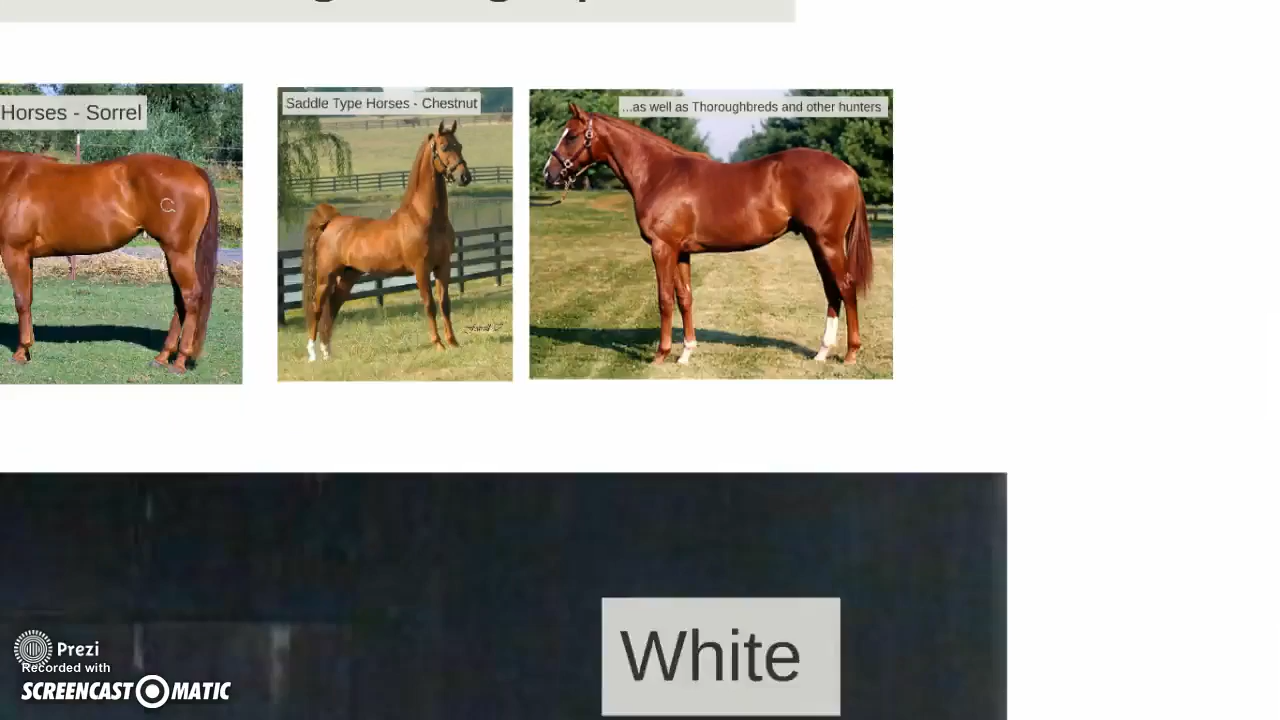 Horses - Sorrel
Saddle Type Horses - Chestnut
...as well as Thoroughbreds and other hunters
White
Prezi
Recorded with
SCREENCAST MATIC